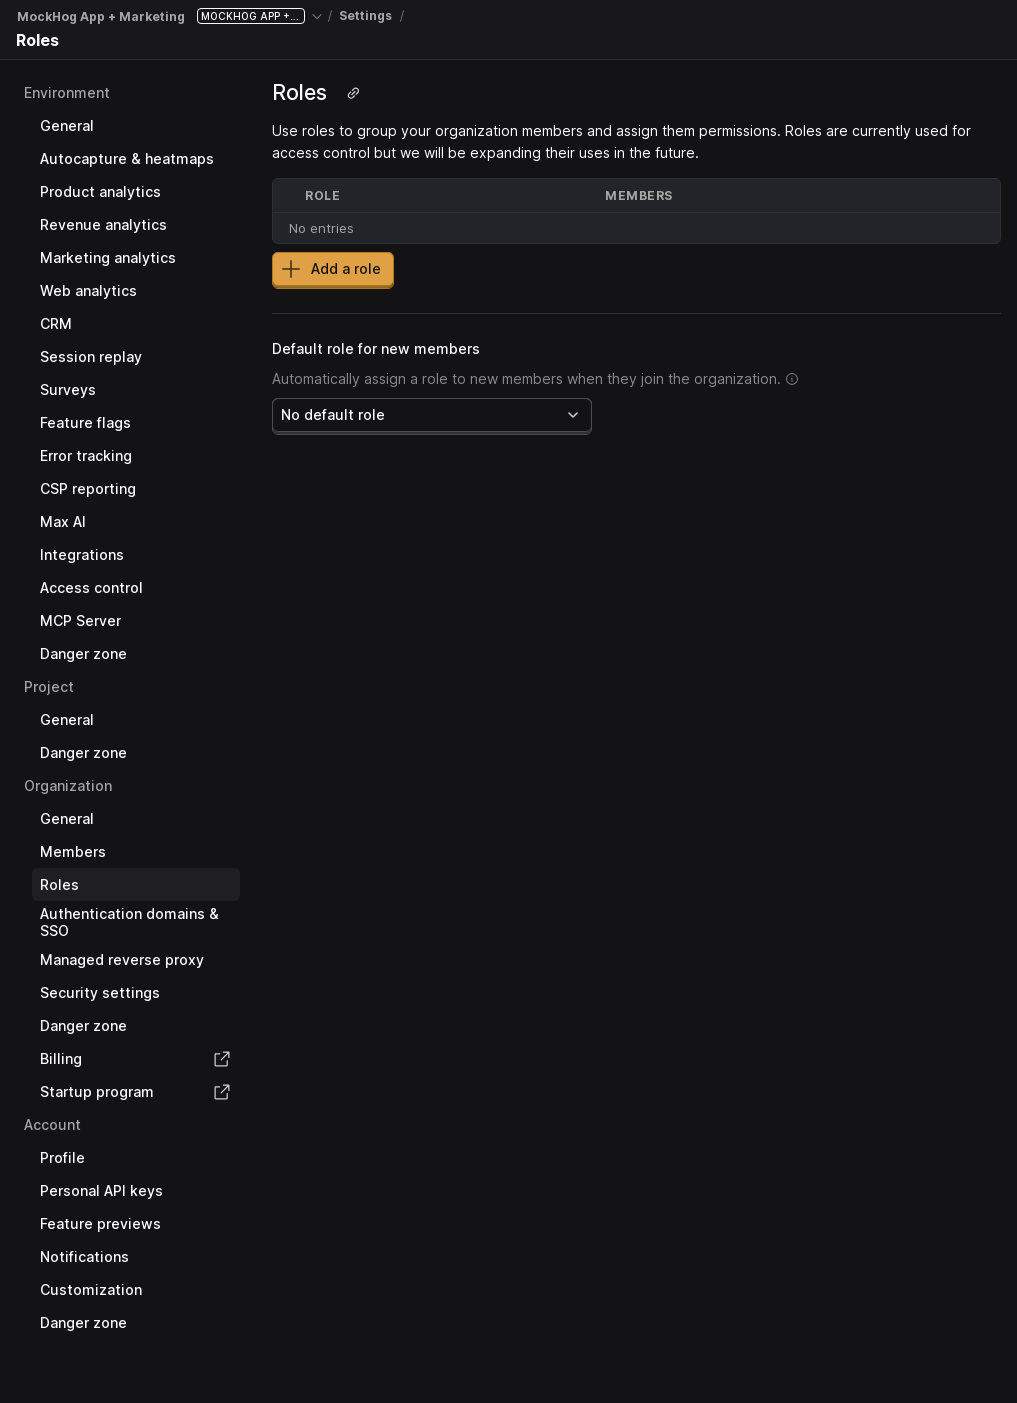 MockHog App + Marketing MOCKHOG APP +... / Settings /
Roles
Environment
General
Autocapture & heatmaps
Product analytics
Revenue analytics
Marketing analytics
Web analytics
CRM
Session replay
Surveys
Feature flags
Error tracking
CSP reporting
Max AI
Integrations
Access control
MCP Server
Danger zone
Project
General
Danger zone
Organization
General
Members
Roles
Authentication domains &
SSO
Managed reverse proxy
Security settings
Danger zone
Billing
Startup program
Account
Profile
Personal API keys
Feature previews
Notifications
Customization
Danger zone
Roles
Use roles to group your organization members and assign them permissions. Roles are currently used for
access control but we will be expanding their uses in the future.
ROLE MEMBERS
No entries
Add a role
Default role for new members
Automatically assign a role to new members when they join the organization.
No default role